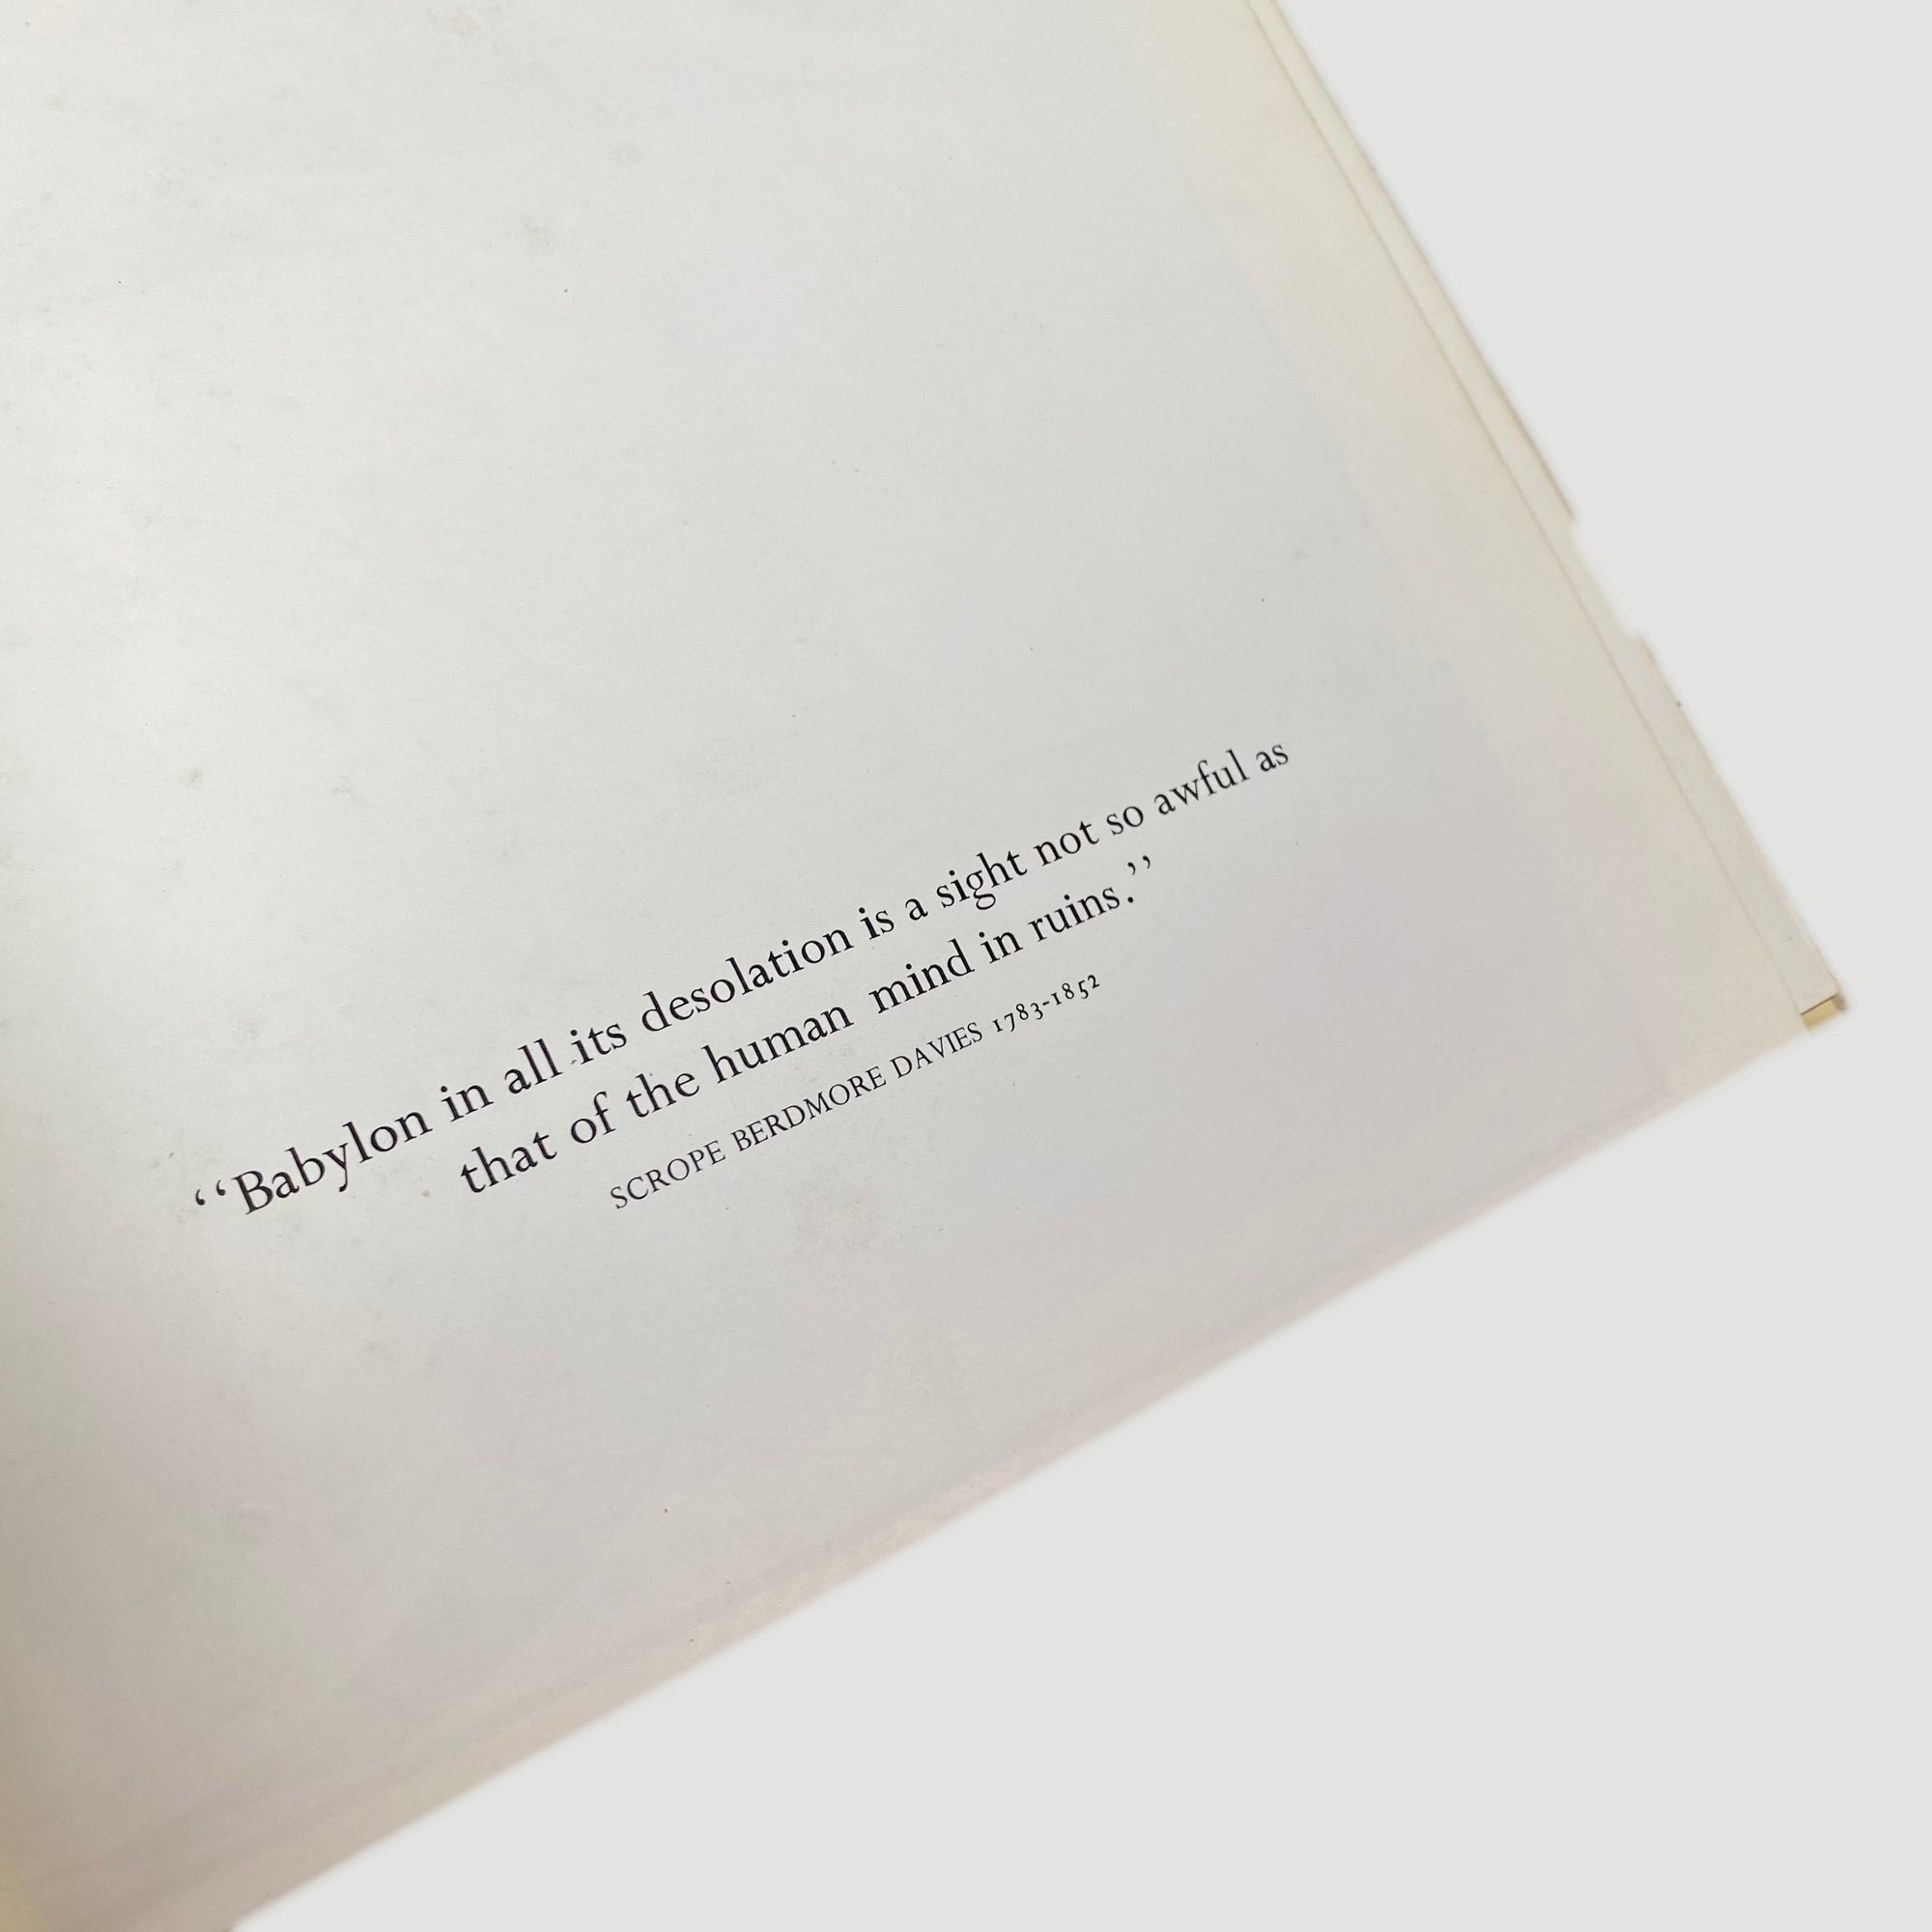 ‘‘Babylon in all its desolation is a sight not so awful as
that of the human mind in ruins.’’
SCROPE BERDMORE DAVIES 1783-1852